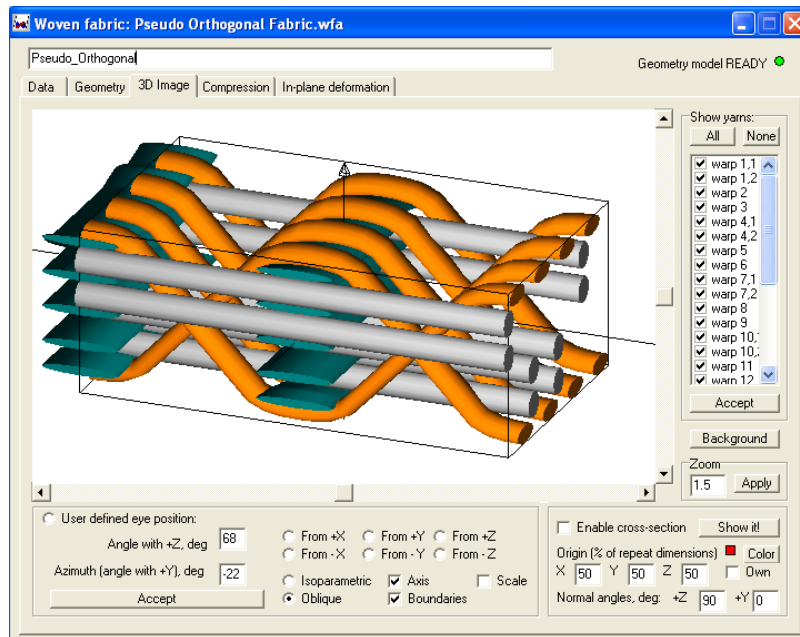 Woven fabric: Pseudo Orthogonal Fabric.wfa
Pseudo_Orthogonal
Geometry model READY
Data Geometry 3D Image Compression In-plane deformation
Show yarns:
All None
warp 1,1
warp 1,2
warp 2
warp 3
warp 4,1
warp 4,2
warp 5
warp 6
warp 7,1
warp 7,2
warp 8
warp 9
warp 10,
warp 10,
warp 11
warp 12
Accept
Background
Zoom
1.5 Apply
User defined eye position:
Angle with +Z, deg 68
Azimuth (angle with +Y), deg -22
Accept
From +X From +Y From +Z
From - X From - Y From - Z
Isoparametric Axis Scale
Oblique Boundaries
Enable cross-section Show it!
Origin (% of repeat dimensions) Color
X 50 Y 50 Z 50 Own
Normal angles, deg: +Z 90 +Y 0